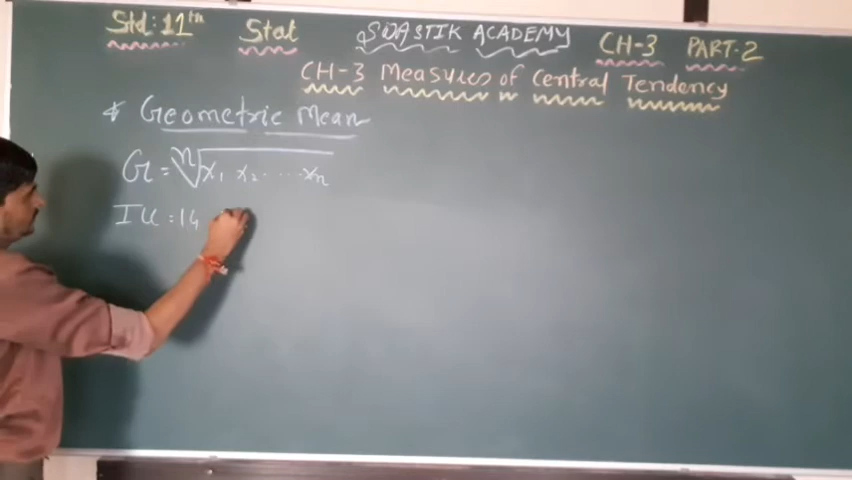 Std: 11th Stat SWASTIK ACADEMY CH-3 PART-2
CH-3 Measures of Central Tendency
* Geometric Mean
G = ⁿ√x₁ x₂ .....xₙ
IU : 14